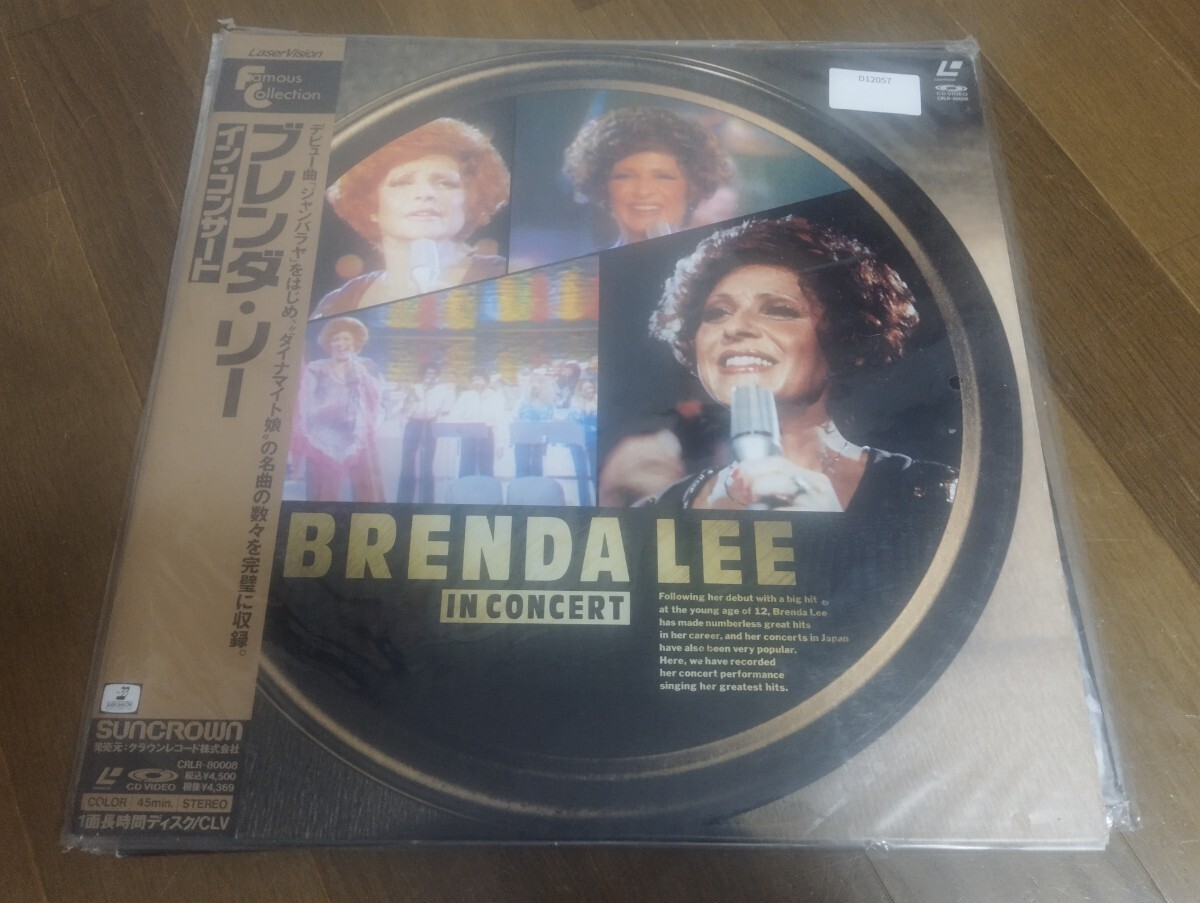 LaserVision
Famous
Collection
ブレンダ・リー
イン・コンサート
デビュー曲「ジャンバラヤ」をはじめ、"ダイナマイト娘"の名曲の数々を完璧に収録。
SUNCROWN
発売元:クラウンレコード株式会社
CRLR-80008
税込¥4,500
CD VIDEO
税抜¥4,369
COLOR 45min. STEREO
1面長時間ディスク/CLV
D12057
CD VIDEO
CRLR-80008
BRENDA LEE
IN CONCERT
Following her debut with a big hit
at the young age of 12, Brenda Lee
has made numberless great hits
in her career, and her concerts in Japan
have also been very popular.
Here, we have recorded
her concert performance
singing her greatest hits.